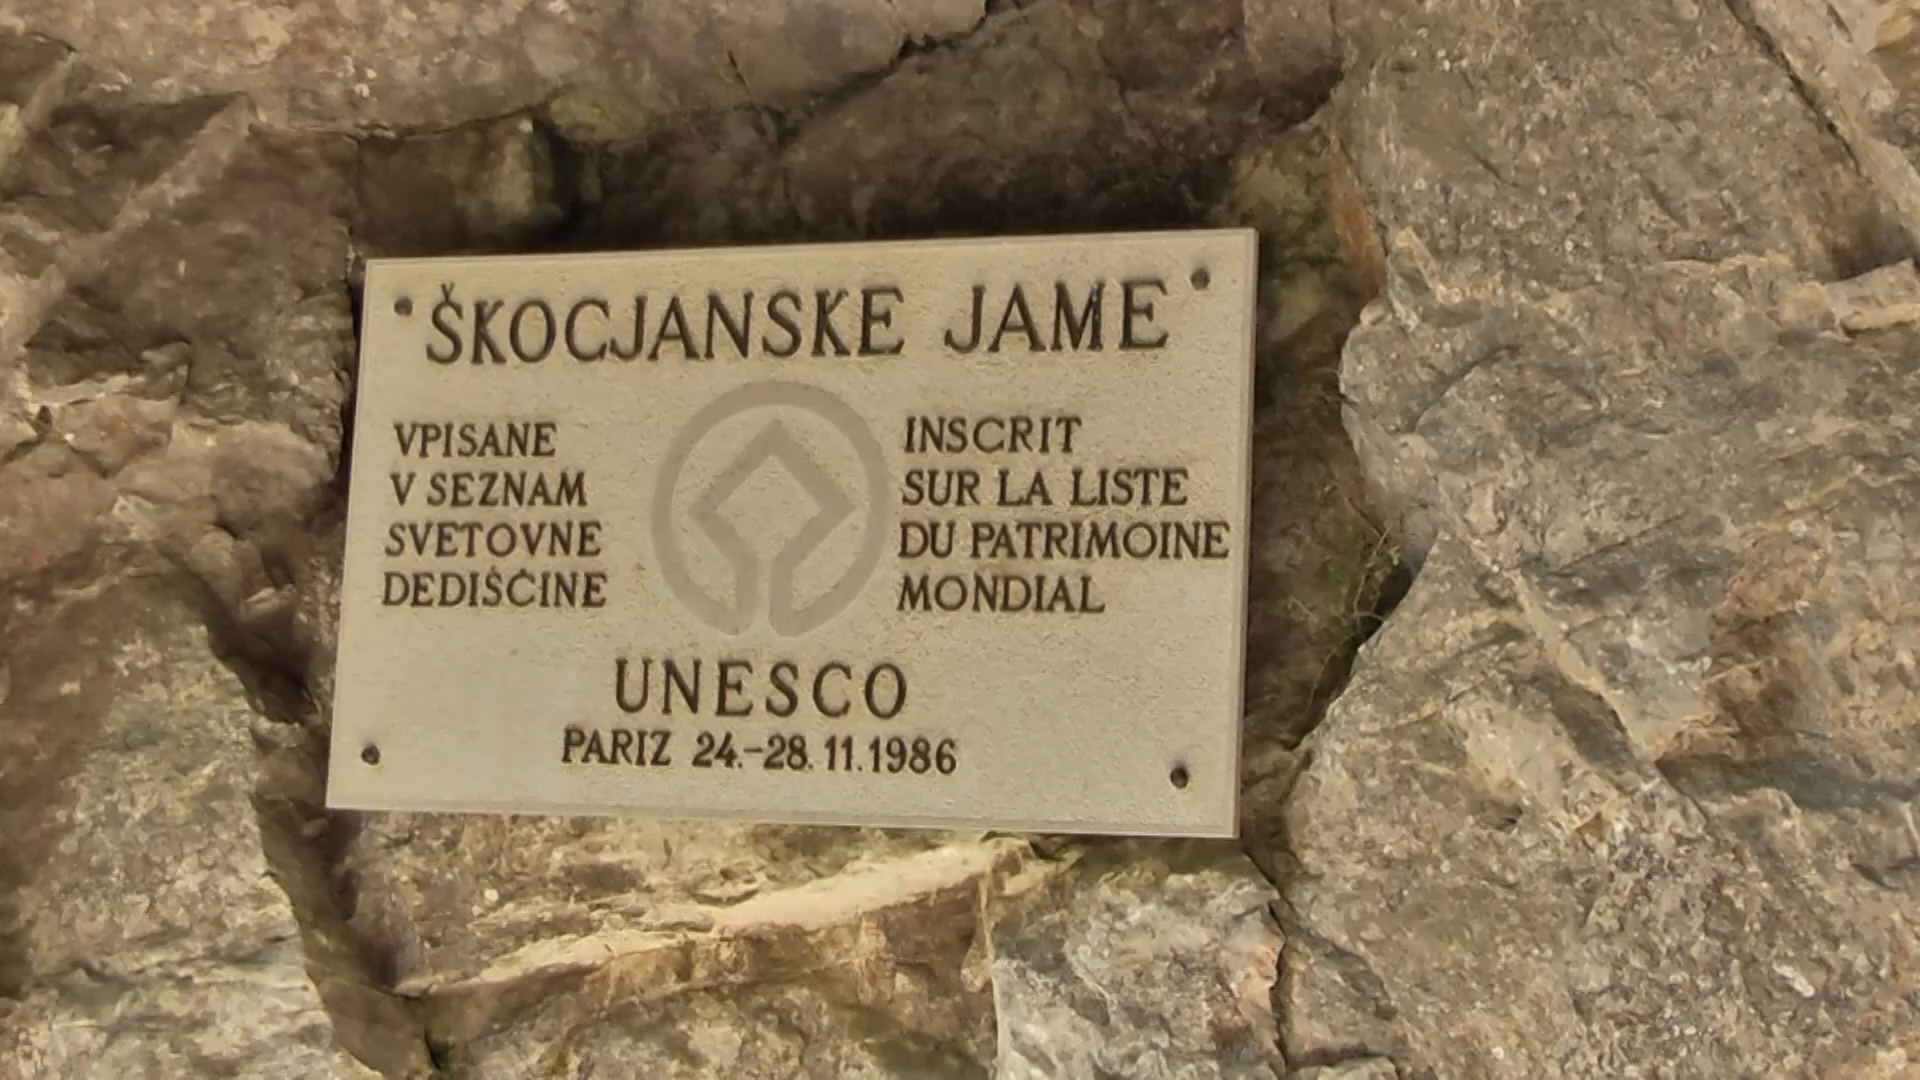 ŠKOCJANSKE JAME
VPISANE
V SEZNAM
SVETOVNE
DEDIŠČINE
INSCRIT
SUR LA LISTE
DU PATRIMOINE
MONDIAL
UNESCO
PARIZ 24.-28.11.1986